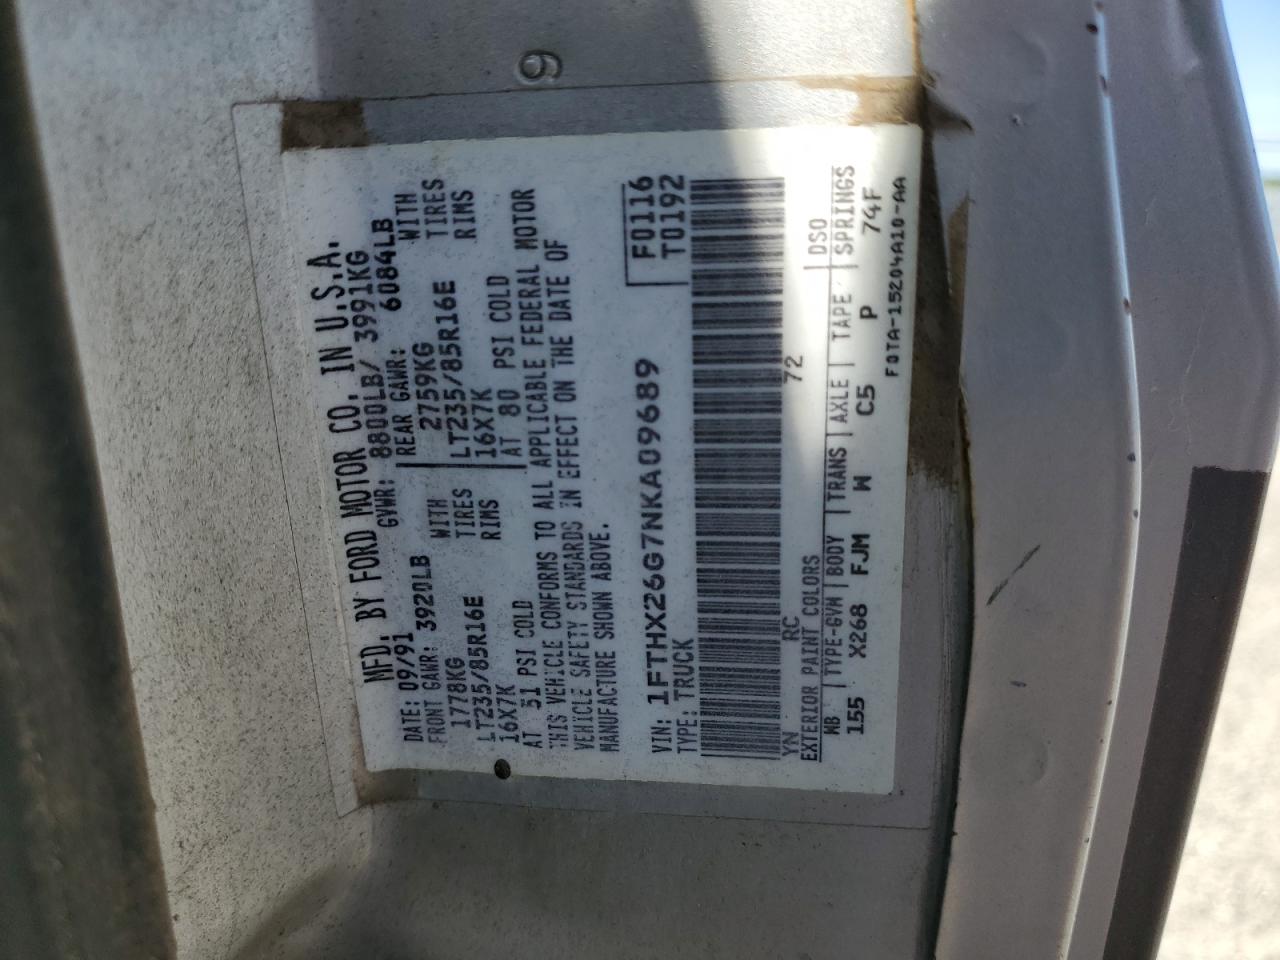 6
MFD. BY FORD MOTOR CO. IN U.S.A.
DATE: 09/91 GVWR: 8800LB/ 3991KG
FRONT GAWR: 3920LB REAR GAWR: 6084LB
1778KG WITH 2759KG WITH
LT235/85R16E TIRES LT235/85R16E TIRES
16X7K RIMS 16X7K RIMS
AT 51 PSI COLD AT 80 PSI COLD
THIS VEHICLE CONFORMS TO ALL APPLICABLE FEDERAL MOTOR
VEHICLE SAFETY STANDARDS IN EFFECT ON THE DATE OF
MANUFACTURE SHOWN ABOVE.
F0116
VIN: 1FTHX26G7NKA09689 T0192
TYPE: TRUCK
YN RC 72
EXTERIOR PAINT COLORS DSO
WB TYPE-GVW BODY TRANS AXLE TAPE SPRINGS
155 X268 FJM W C5 P 74F
F0TA-15204A10-AA